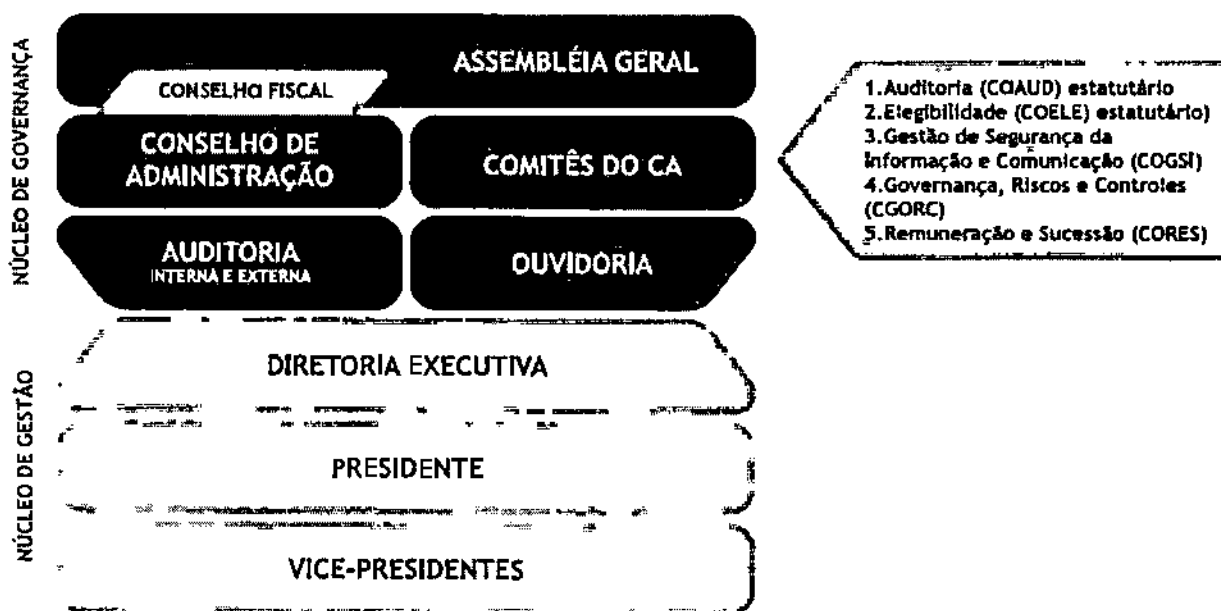 NÚCLEO DE GOVERNANÇA
ASSEMBLÉIA GERAL
CONSELHO FISCAL
CONSELHO DE
ADMINISTRAÇÃO
COMITÊS DO CA
AUDITORIA
INTERNA E EXTERNA
OUVIDORIA
1.Auditoria (COAUD) estatutário
2.Elegibilidade (COELE) estatutário)
3.Gestão de Segurança da
Informação e Comunicação (COGSI)
4.Governança, Riscos e Controles
(CGORC)
5.Remuneração e Sucessão (CORES)
NÚCLEO DE GESTÃO
DIRETORIA EXECUTIVA
PRESIDENTE
VICE-PRESIDENTES